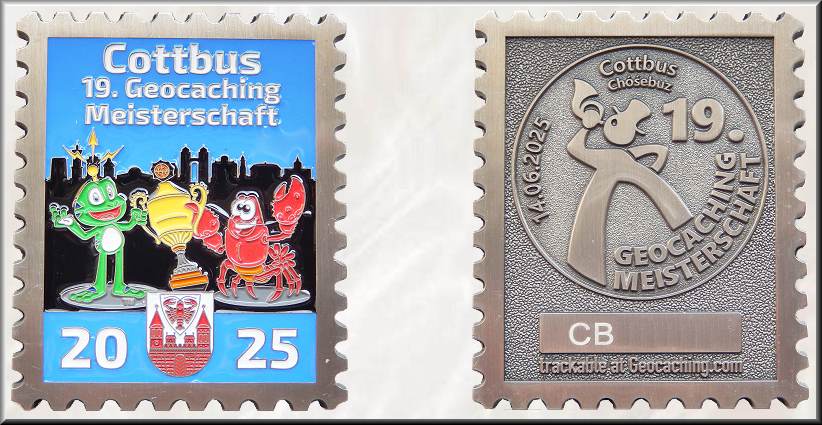 Cottbus
19. Geocaching
Meisterschaft
20 25
Cottbus
Chóśebuz
19.
14.06.2025
GEOCACHING
MEISTERSCHAFT
CB
trackable at Geocaching.com